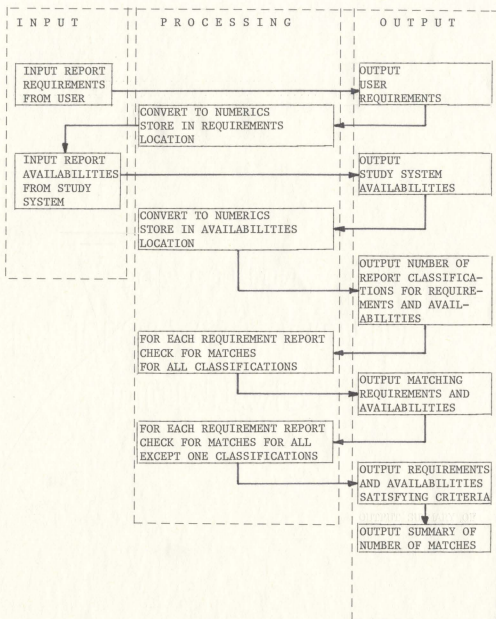 I N P U T
P R O C E S S I N G
O U T P U T
INPUT REPORT
REQUIREMENTS
FROM USER
OUTPUT
USER
REQUIREMENTS
CONVERT TO NUMERICS
STORE IN REQUIREMENTS
LOCATION
INPUT REPORT
AVAILABILITIES
FROM STUDY
SYSTEM
OUTPUT
STUDY SYSTEM
AVAILABILITIES
CONVERT TO NUMERICS
STORE IN AVAILABILITIES
LOCATION
OUTPUT NUMBER OF
REPORT CLASSIFICA-
TIONS FOR REQUIRE-
MENTS AND AVAIL-
ABILITIES
FOR EACH REQUIREMENT REPORT
CHECK FOR MATCHES
FOR ALL CLASSIFICATIONS
OUTPUT MATCHING
REQUIREMENTS AND
AVAILABILITIES
FOR EACH REQUIREMENT REPORT
CHECK FOR MATCHES FOR ALL
EXCEPT ONE CLASSIFICATIONS
OUTPUT REQUIREMENTS
AND AVAILABILITIES
SATISFYING CRITERIA
OUTPUT SUMMARY OF
NUMBER OF MATCHES